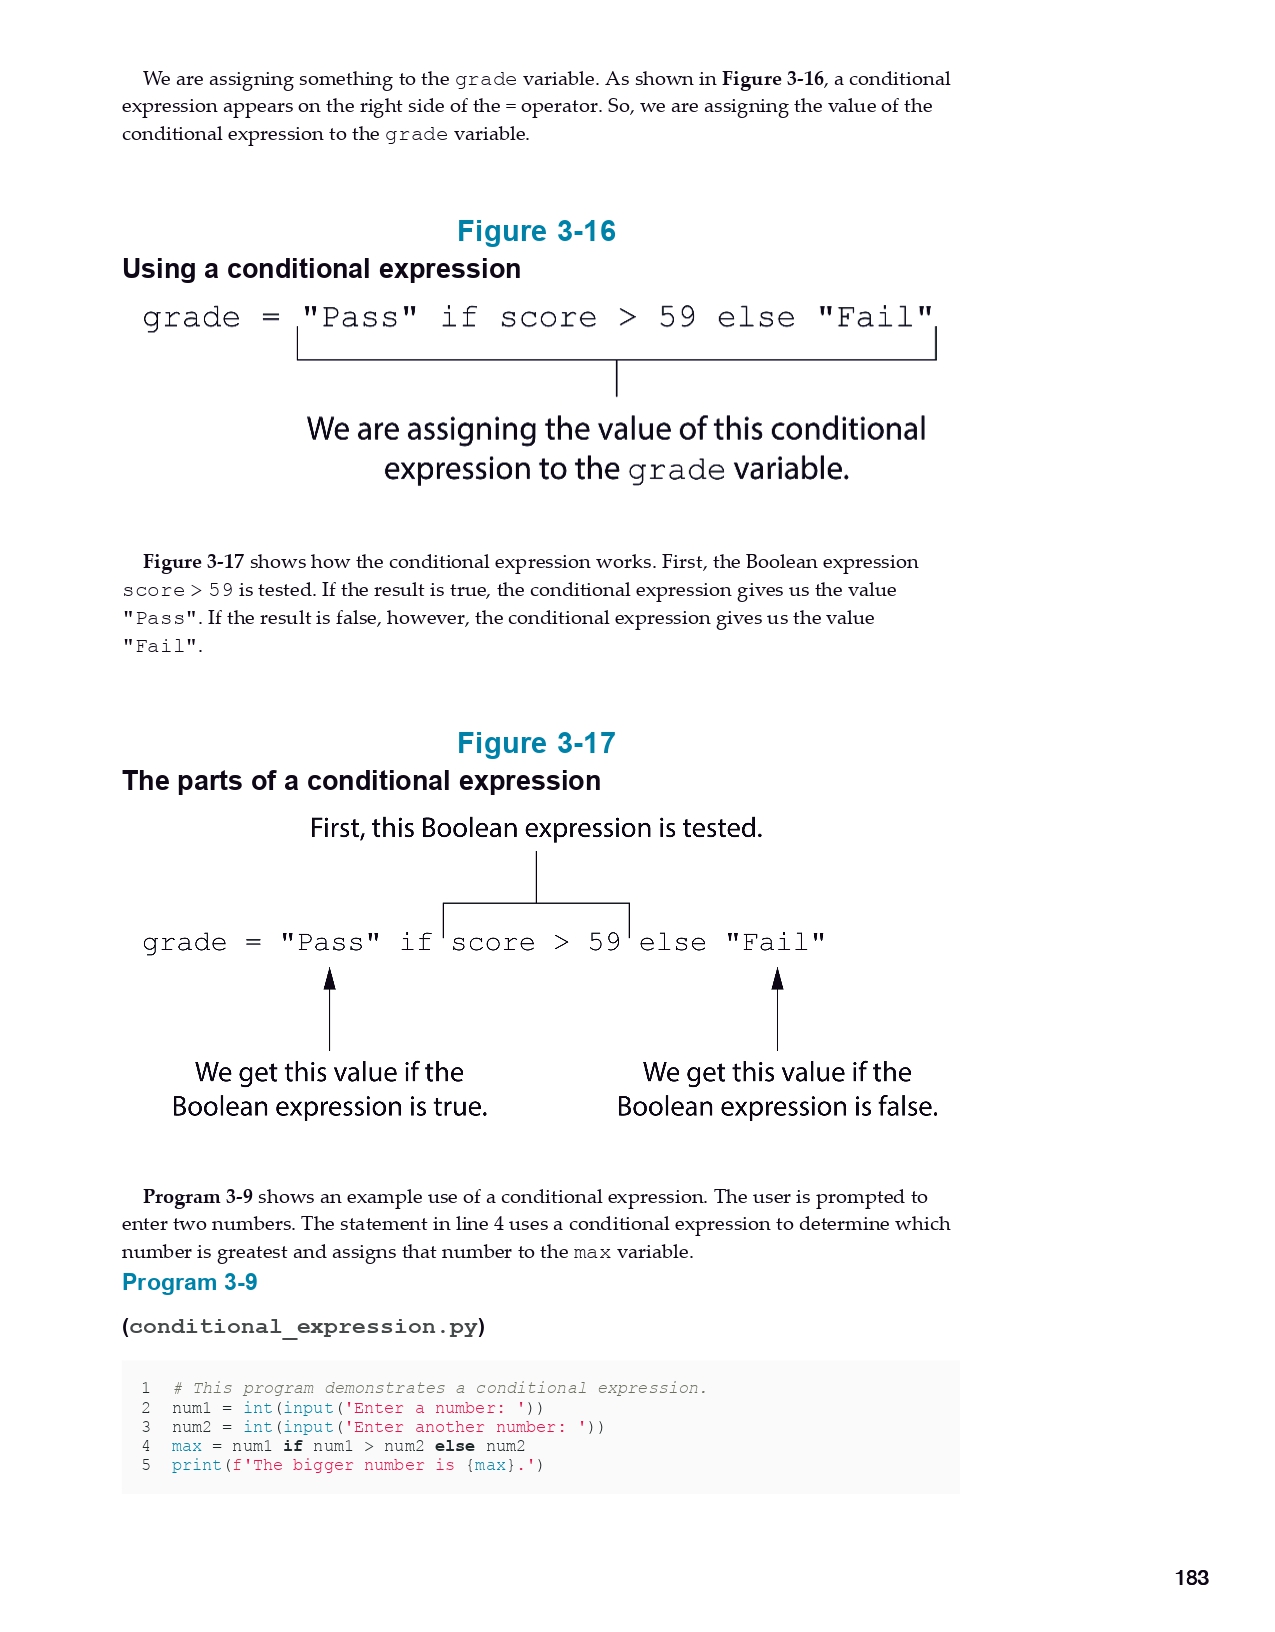 We are assigning something to the grade variable. As shown in Figure 3-16, a conditional
expression appears on the right side of the = operator. So, we are assigning the value of the
conditional expression to the grade variable.
Figure 3-16
Using a conditional expression
grade = "Pass" if score > 59 else "Fail"
We are assigning the value of this conditional
expression to the grade variable.
Figure 3-17 shows how the conditional expression works. First, the Boolean expression
score > 59 is tested. If the result is true, the conditional expression gives us the value
"Pass". If the result is false, however, the conditional expression gives us the value
"Fail".
Figure 3-17
The parts of a conditional expression
First, this Boolean expression is tested.
grade = "Pass" if score > 59 else "Fail"
We get this value if the
Boolean expression is true.
We get this value if the
Boolean expression is false.
Program 3-9 shows an example use of a conditional expression. The user is prompted to
enter two numbers. The statement in line 4 uses a conditional expression to determine which
number is greatest and assigns that number to the max variable.
Program 3-9
(conditional_expression.py)
1 # This program demonstrates a conditional expression.
2 num1 = int(input('Enter a number: '))
3 num2 = int(input('Enter another number: '))
4 max = num1 if num1 > num2 else num2
5 print(f'The bigger number is {max}.')
183